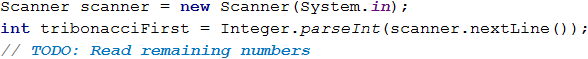 Scanner scanner = new Scanner(System.in);
int tribonacciFirst = Integer.parseInt(scanner.nextLine());
// TODO: Read remaining numbers